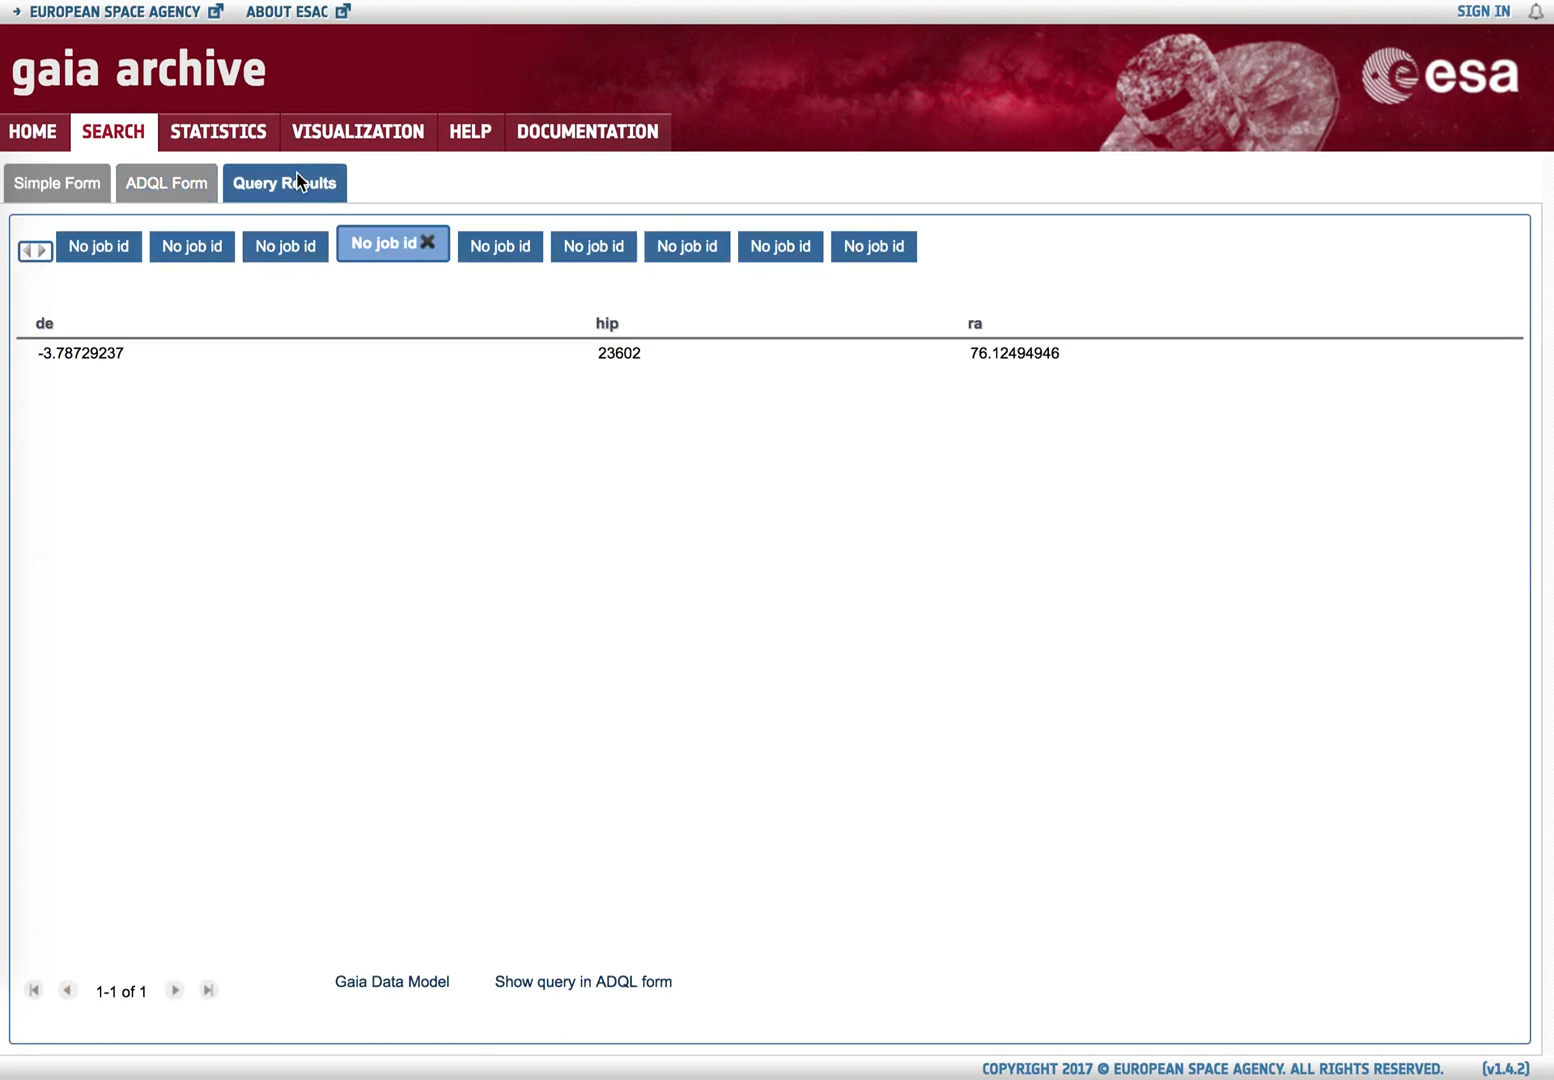 EUROPEAN SPACE AGENCY ABOUT ESAC SIGN IN
gaia archive
esa
HOME SEARCH STATISTICS VISUALIZATION HELP DOCUMENTATION
Simple Form ADQL Form Query Results
No job id No job id No job id No job id No job id No job id No job id No job id No job id
de hip ra
-3.78729237 23602 76.12494946
1-1 of 1 Gaia Data Model Show query in ADQL form
COPYRIGHT 2017 © EUROPEAN SPACE AGENCY. ALL RIGHTS RESERVED. (v1.4.2)